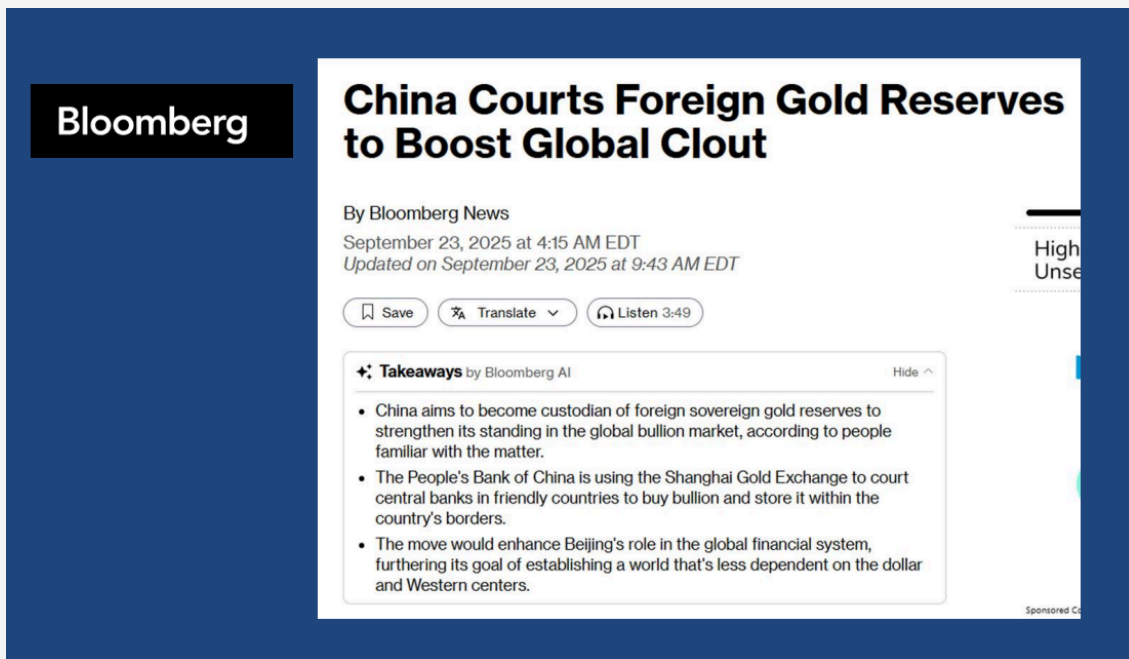 Bloomberg
China Courts Foreign Gold Reserves
to Boost Global Clout
By Bloomberg News
September 23, 2025 at 4:15 AM EDT
Updated on September 23, 2025 at 9:43 AM EDT
Save
Translate
Listen 3:49
High
Unse
Takeaways by Bloomberg AI
Hide
• China aims to become custodian of foreign sovereign gold reserves to
strengthen its standing in the global bullion market, according to people
familiar with the matter.
• The People's Bank of China is using the Shanghai Gold Exchange to court
central banks in friendly countries to buy bullion and store it within the
country's borders.
• The move would enhance Beijing's role in the global financial system,
furthering its goal of establishing a world that's less dependent on the dollar
and Western centers.
Sponsored Co